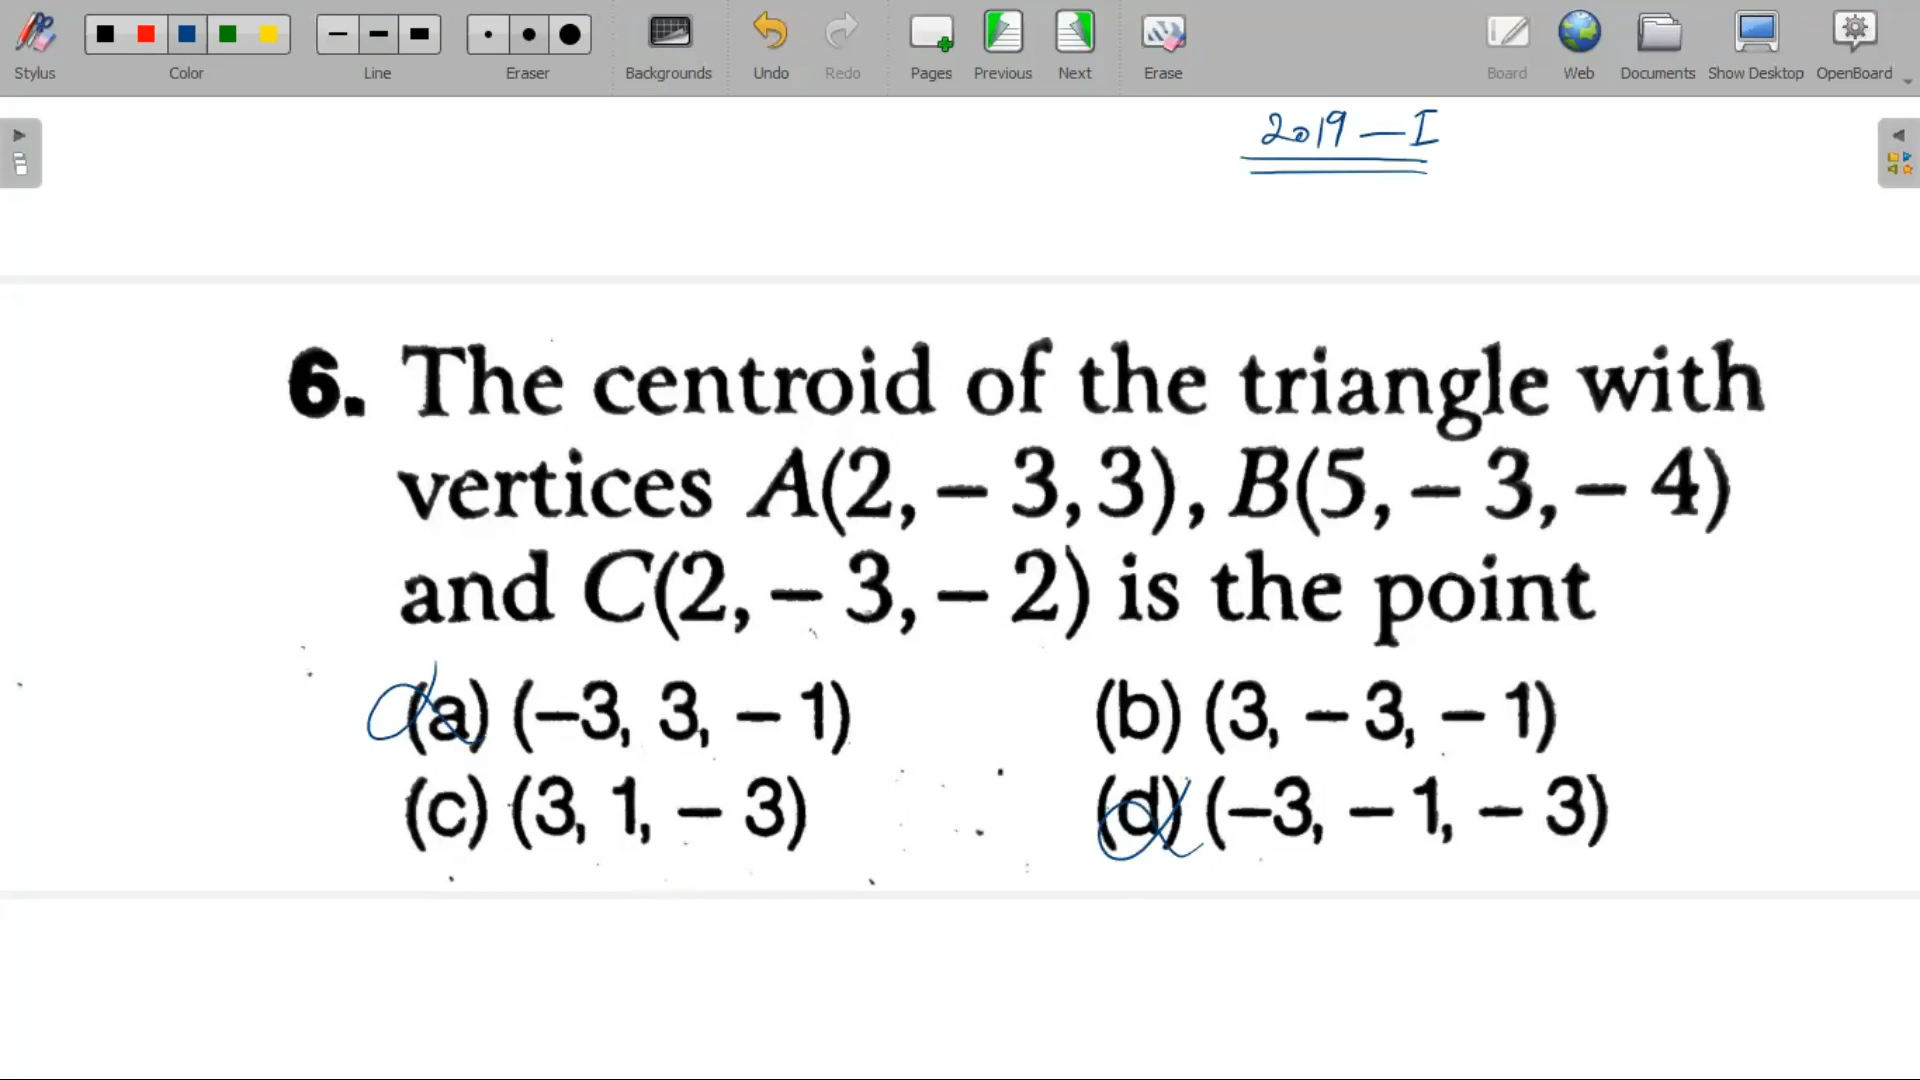 Stylus
Color
Line
Eraser
Backgrounds
Undo
Redo
Pages
Previous
Next
Erase
Board
Web
Documents
Show Desktop
OpenBoard
2019 — I
6. The centroid of the triangle with
vertices A(2, – 3, 3), B(5, – 3, – 4)
and C(2, – 3, – 2) is the point
(a) (–3, 3, – 1) (b) (3, – 3, – 1)
(c) (3, 1, – 3) (d) (–3, – 1, – 3)